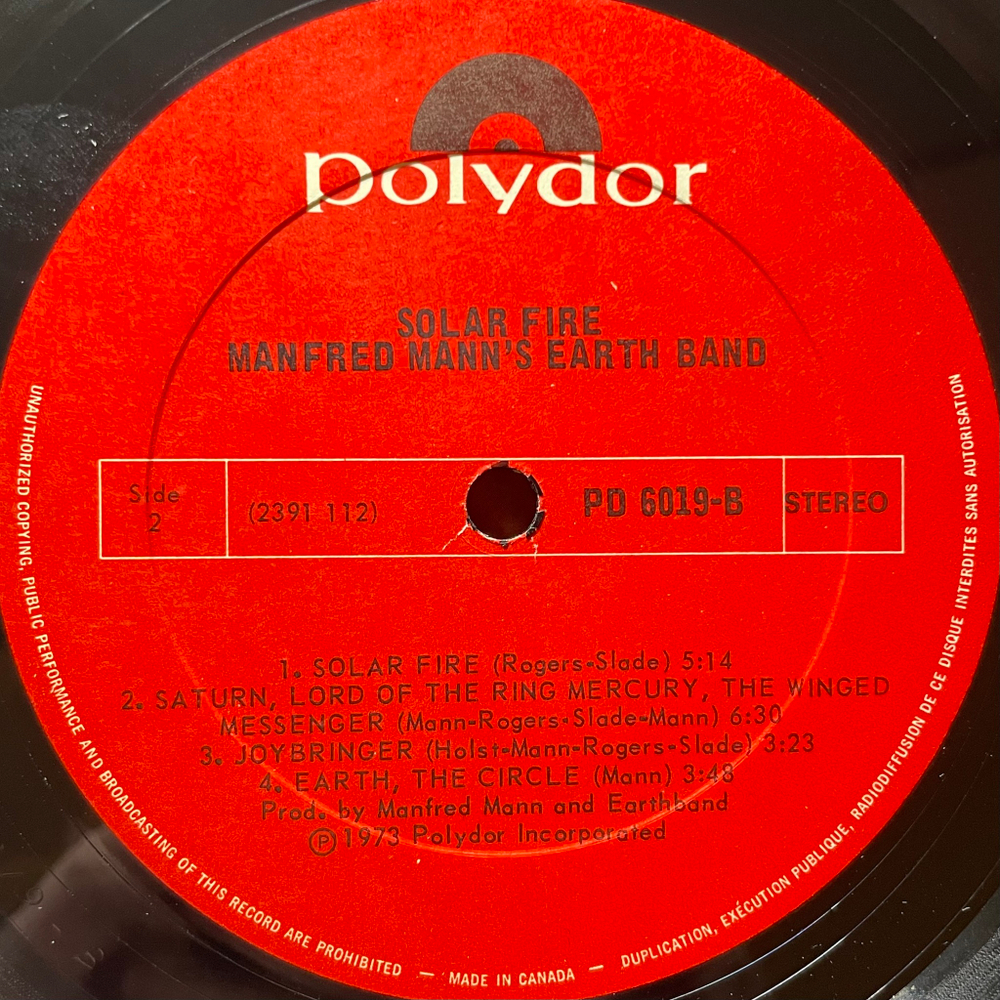 polydor
SOLAR FIRE
MANFRED MANN'S EARTH BAND
Side
2
(2391 112)
PD 6019-B
STEREO
1. SOLAR FIRE (Rogers-Slade) 5:14
2. SATURN, LORD OF THE RING MERCURY, THE WINGED
MESSENGER (Mann-Rogers-Slade-Mann) 6:30
3. JOYBRINGER (Holst-Mann-Rogers-Slade) 3:23
4. EARTH, THE CIRCLE (Mann) 3:48
Prod. by Manfred Mann and Earthband
Ⓟ 1973 Polydor Incorporated
UNAUTHORIZED COPYING, PUBLIC PERFORMANCE AND BROADCASTING OF THIS RECORD ARE PROHIBITED — MADE IN CANADA — DUPLICATION, EXÉCUTION PUBLIQUE, RADIODIFFUSION DE CE DISQUE INTERDITES SANS AUTORISATION